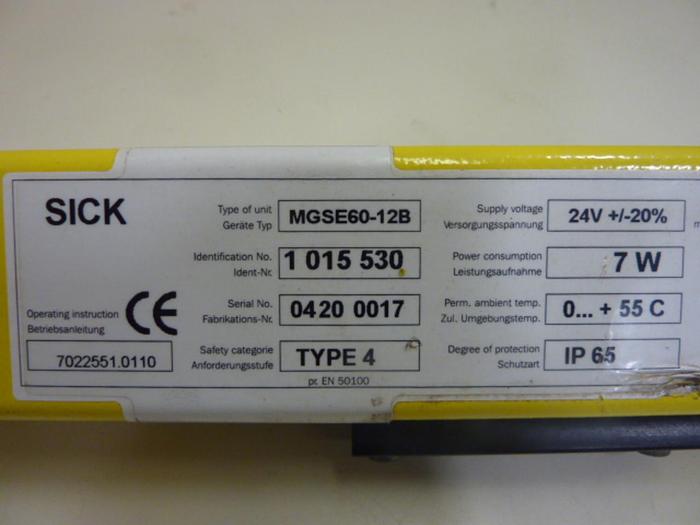 SICK
Type of unit
Geräte Typ
MGSE60-12B
Identification No.
Ident-Nr.
1 015 530
Serial No.
Fabrikations-Nr.
0420 0017
Safety categorie
Anforderungsstufe
TYPE 4
pr. EN 50100
Operating instruction
Betriebsanleitung
CE
7022551.0110
Supply voltage
Versorgungsspannung
24V +/-20%
Power consumption
Leistungsaufnahme
7 W
Perm. ambient temp.
Zul. Umgebungstemp.
0... + 55 C
Degree of protection
Schutzart
IP 65